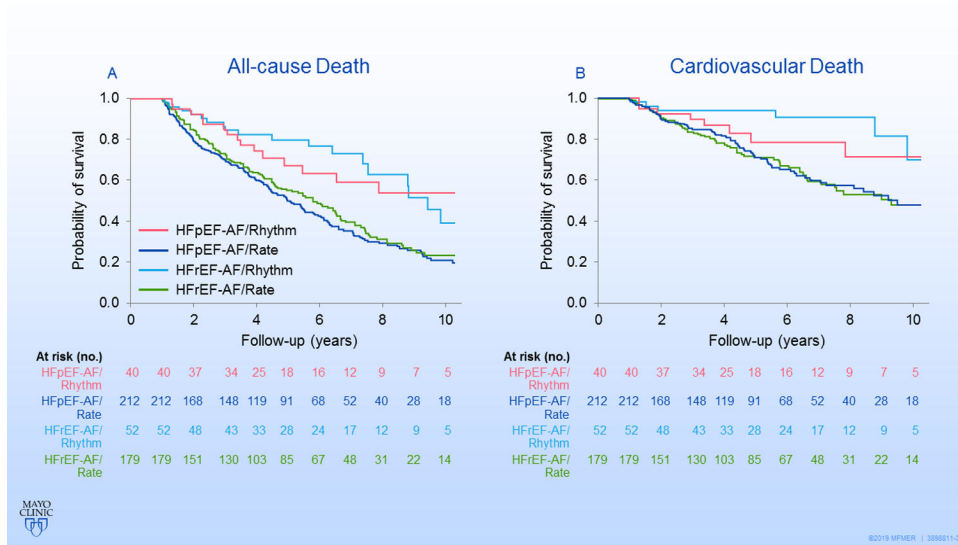 A
All-cause Death
Probability of survival
1.0
0.8
0.6
0.4
0.2
0.0
HFpEF-AF/Rhythm
HFpEF-AF/Rate
HFrEF-AF/Rhythm
HFrEF-AF/Rate
0 2 4 6 8 10
Follow-up (years)
At risk (no.)
HFpEF-AF/
Rhythm 40 40 37 34 25 18 16 12 9 7 5
HFpEF-AF/
Rate 212 212 168 148 119 91 68 52 40 28 18
HFrEF-AF/
Rhythm 52 52 48 43 33 28 24 17 12 9 5
HFrEF-AF/
Rate 179 179 151 130 103 85 67 48 31 22 14
B
Cardiovascular Death
Probability of survival
1.0
0.8
0.6
0.4
0.2
0.0
0 2 4 6 8 10
Follow-up (years)
At risk (no.)
HFpEF-AF/
Rhythm 40 40 37 34 25 18 16 12 9 7 5
HFpEF-AF/
Rate 212 212 168 148 119 91 68 52 40 28 18
HFrEF-AF/
Rhythm 52 52 48 43 33 28 24 17 12 9 5
HFrEF-AF/
Rate 179 179 151 130 103 85 67 48 31 22 14
MAYO
CLINIC
©2019 MFMER |